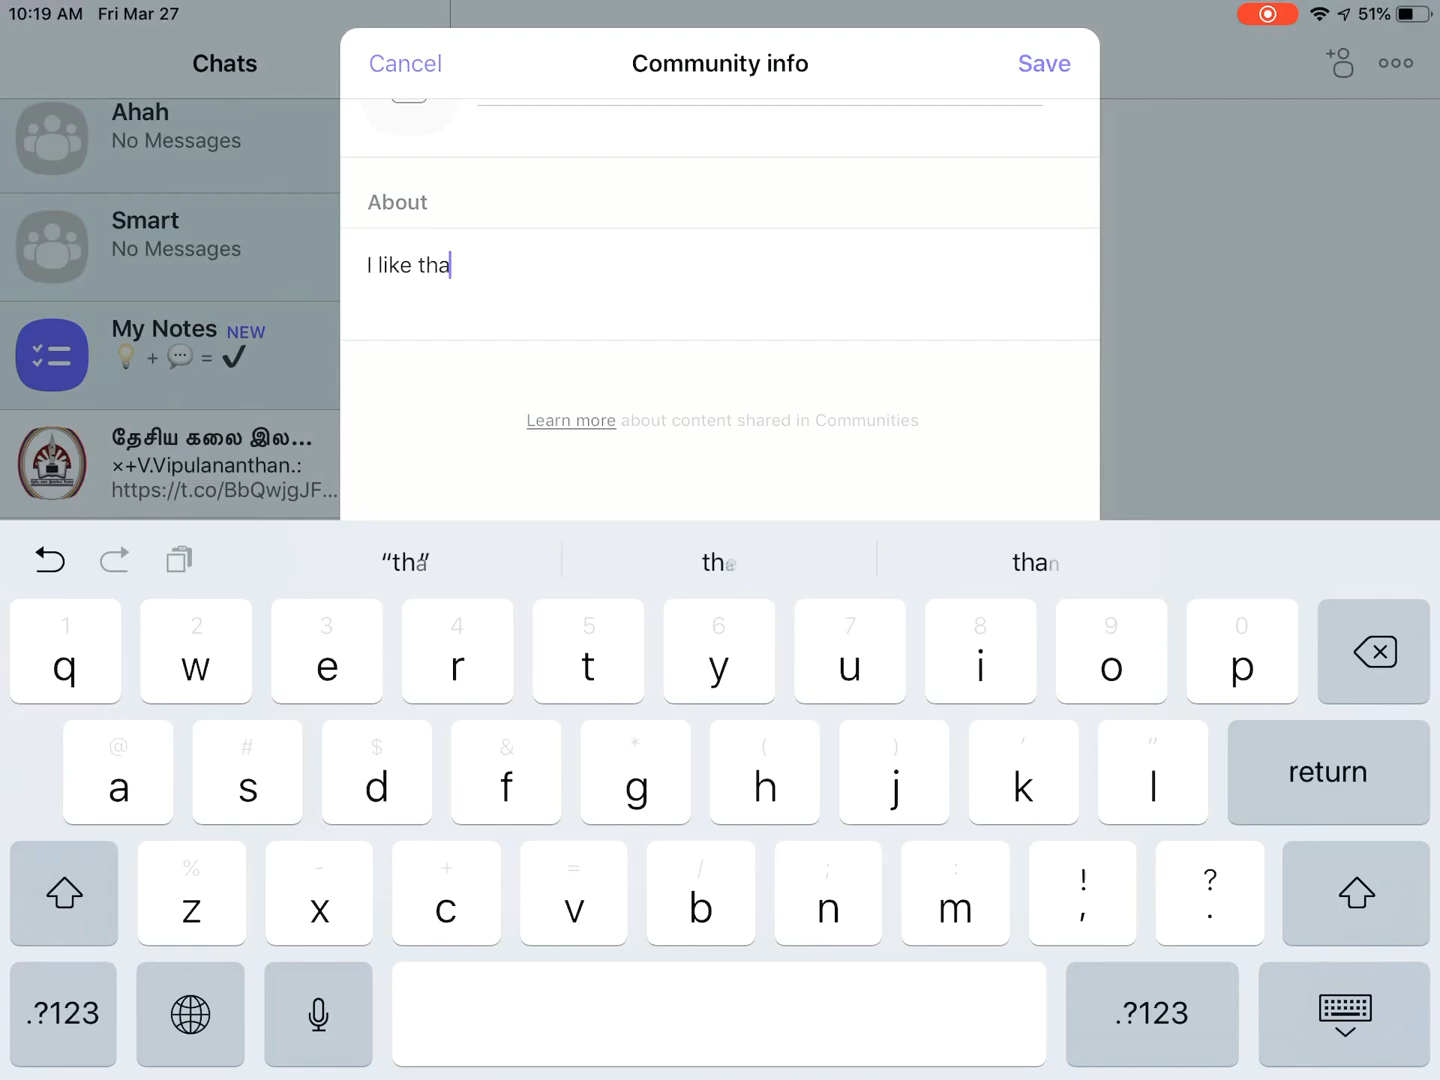 10:19 AM Fri Mar 27
51%
Chats
Cancel
Community info
Save
Ahah
No Messages
Smart
No Messages
My Notes NEW
+ =
தேசிய கலை இல...
×+V.Vipulananthan.:
https://t.co/BbQwjgJF...
About
I like tha
Learn more about content shared in Communities
“tha”
the
than
1 2 3 4 5 6 7 8 9 0
q w e r t y u i o p
@ # $ & * ( ) ' "
a s d f g h j k l return
% - + = / ; : ! ?
z x c v b n m , .
.?123 .?123